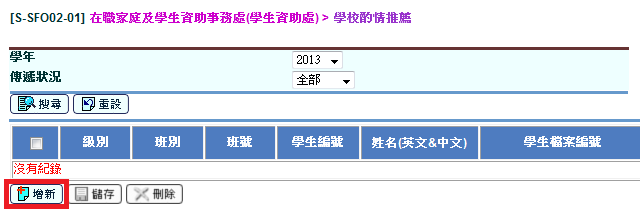 [S-SFO02-01] 在職家庭及學生資助事務處(學生資助處) > 學校酌情推薦
學年 2013
傳遞狀況 全部
搜尋 重設
級別 班別 班號 學生編號 姓名(英文&中文) 學生檔案編號
沒有紀錄
增新 儲存 刪除